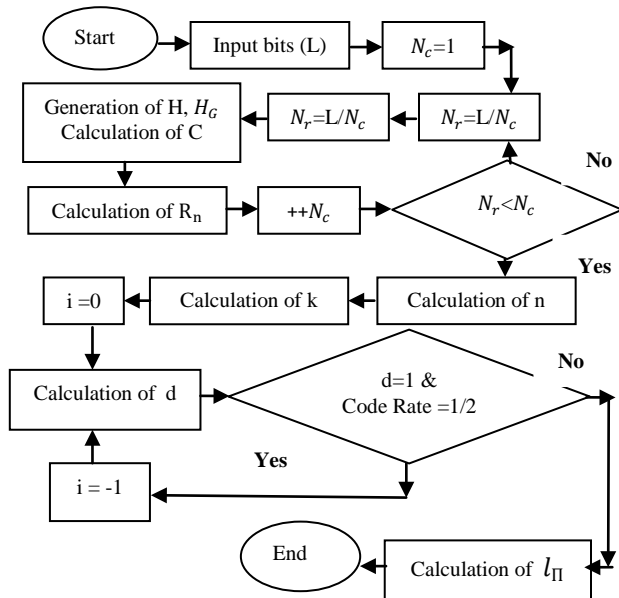 Start
Input bits (L)
N_c=1
Generation of H, H_G
Calculation of C
N_r=L/N_c
N_r=L/N_c
No
Calculation of R_n
++N_c
N_r<N_c
Yes
i =0
Calculation of k
Calculation of n
No
Calculation of d
d=1 &
Code Rate =1/2
Yes
i = -1
End
Calculation of l_Π